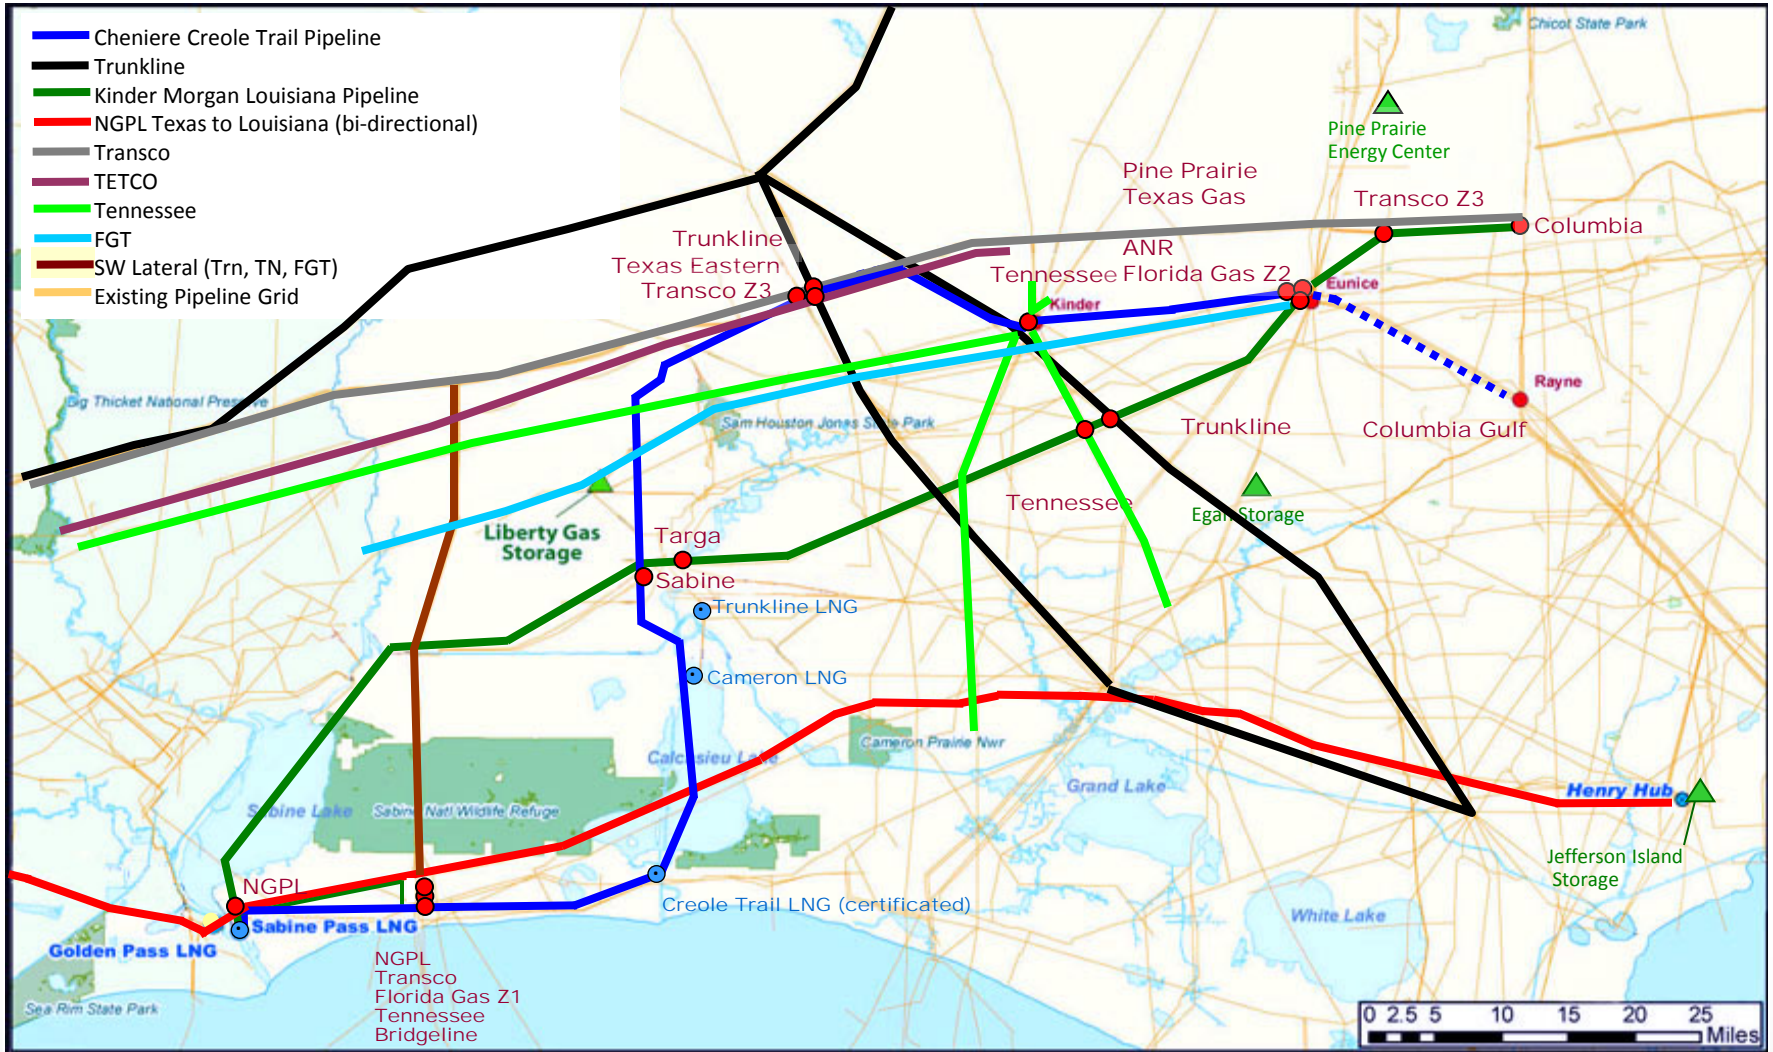 Cheniere Creole Trail Pipeline
Trunkline
Kinder Morgan Louisiana Pipeline
NGPL Texas to Louisiana (bi-directional)
Transco
TETCO
Tennessee
FGT
SW Lateral (Trn, TN, FGT)
Existing Pipeline Grid
Chicot State Park
Pine Prairie
Energy Center
Pine Prairie
Texas Gas
Transco Z3
Columbia
Trunkline
Texas Eastern
Transco Z3
ANR
Florida Gas Z2
Tennessee
Kinder
Eunice
Rayne
Big Thicket National Preserve
Sam Houston Jones State Park
Trunkline
Columbia Gulf
Liberty Gas
Storage
Tennessee
Egan Storage
Targa
Sabine
Trunkline LNG
Cameron LNG
Cameron Prairie Nwr
Calcasieu Lake
Grand Lake
Henry Hub
Sabine Lake
Sabine Natl Wildlife Refuge
Jefferson Island
Storage
NGPL
Creole Trail LNG (certificated)
White Lake
Sabine Pass LNG
Golden Pass LNG
NGPL
Transco
Florida Gas Z1
Tennessee
Bridgeline
Sea Rim State Park
0 2.5 5 10 15 20 25
Miles